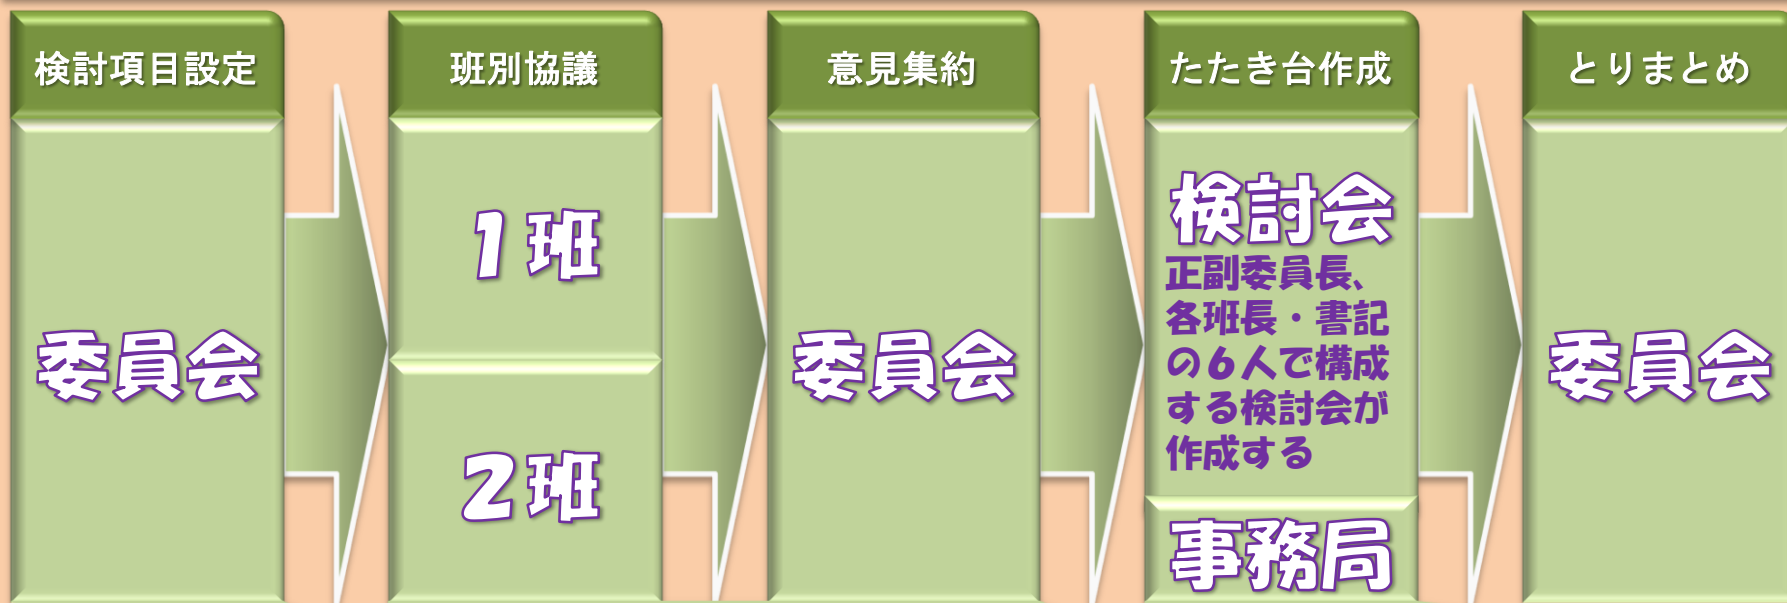 検討項目設定
委員会
班別協議
1班
2班
意見集約
委員会
たたき台作成
検討会
正副委員長、
各班長・書記
の6人で構成
する検討会が
作成する
事務局
とりまとめ
委員会